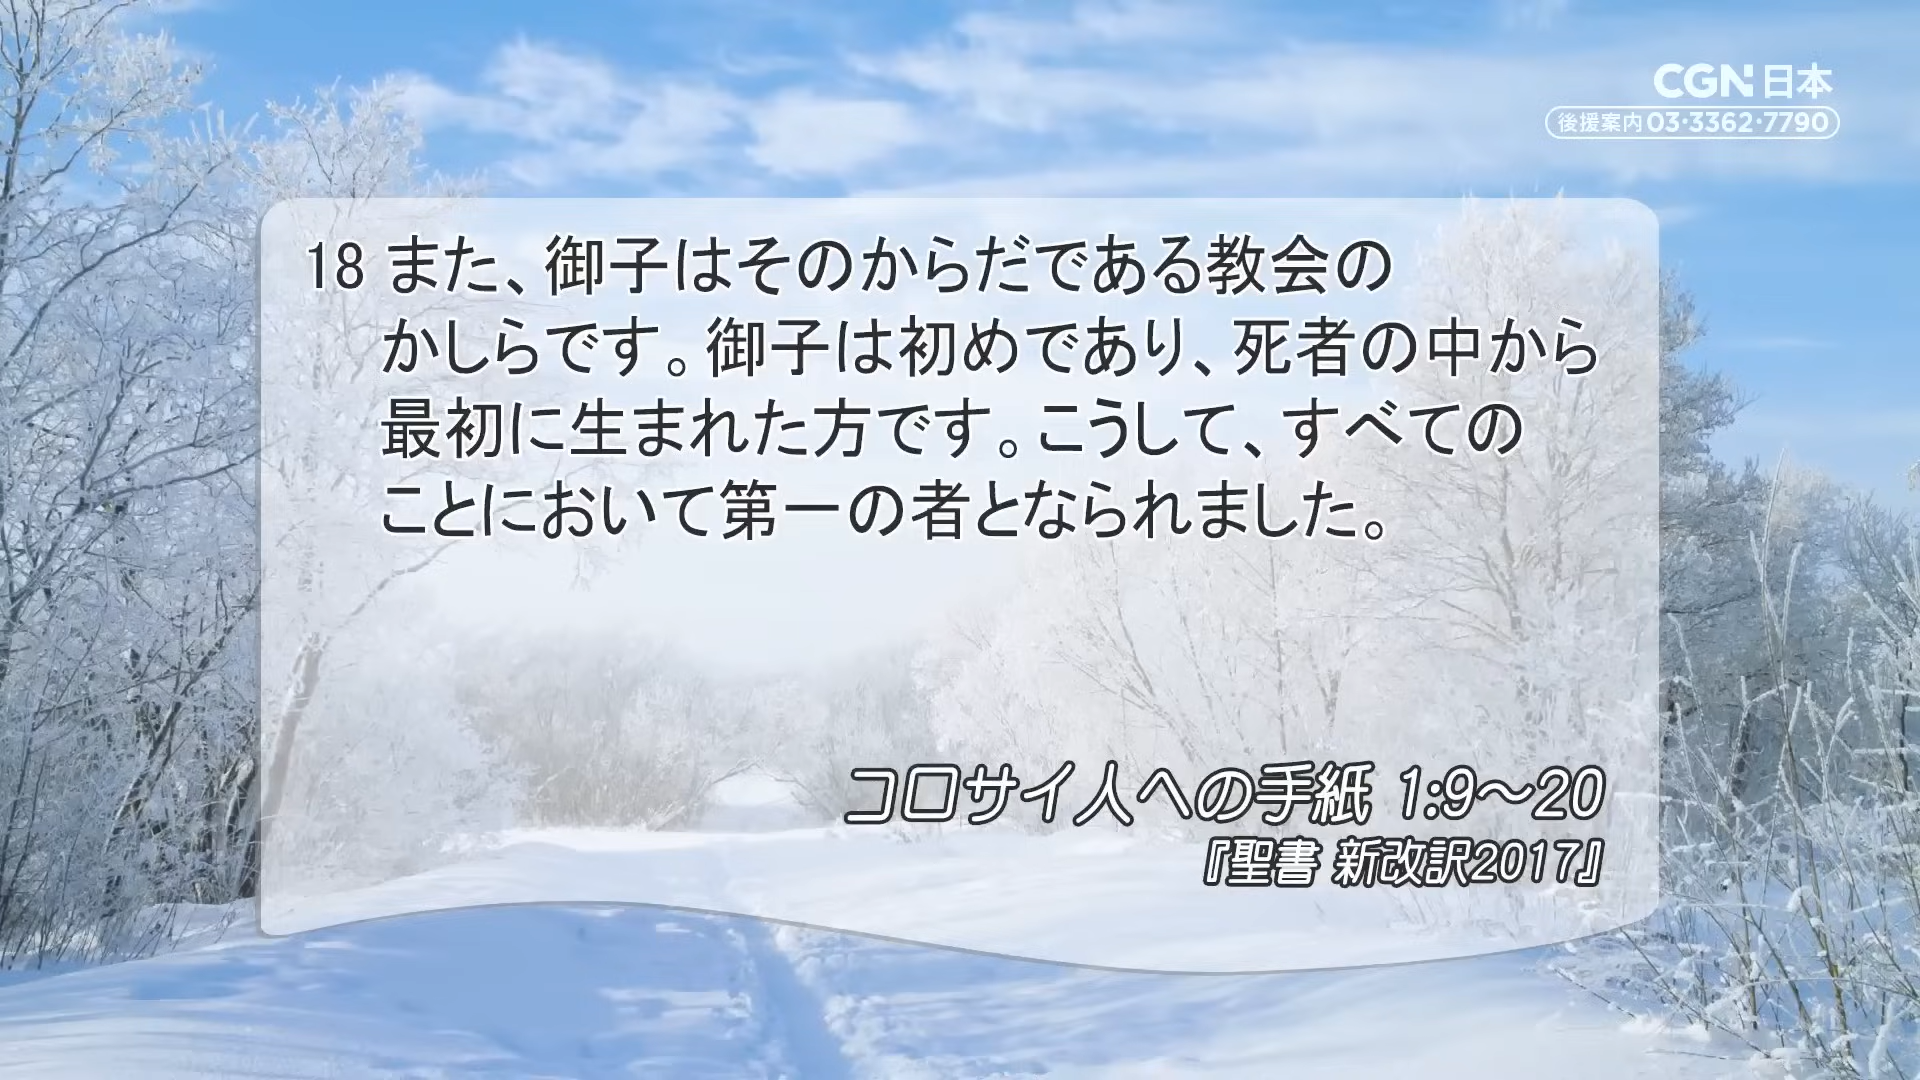 CGN日本
後援案内 03·3362·7790
18 また、御子はそのからだである教会の
かしらです。御子は初めであり、死者の中から
最初に生まれた方です。こうして、すべての
ことにおいて第一の者となられました。
コロサイ人への手紙 1:9〜20
『聖書 新改訳2017』